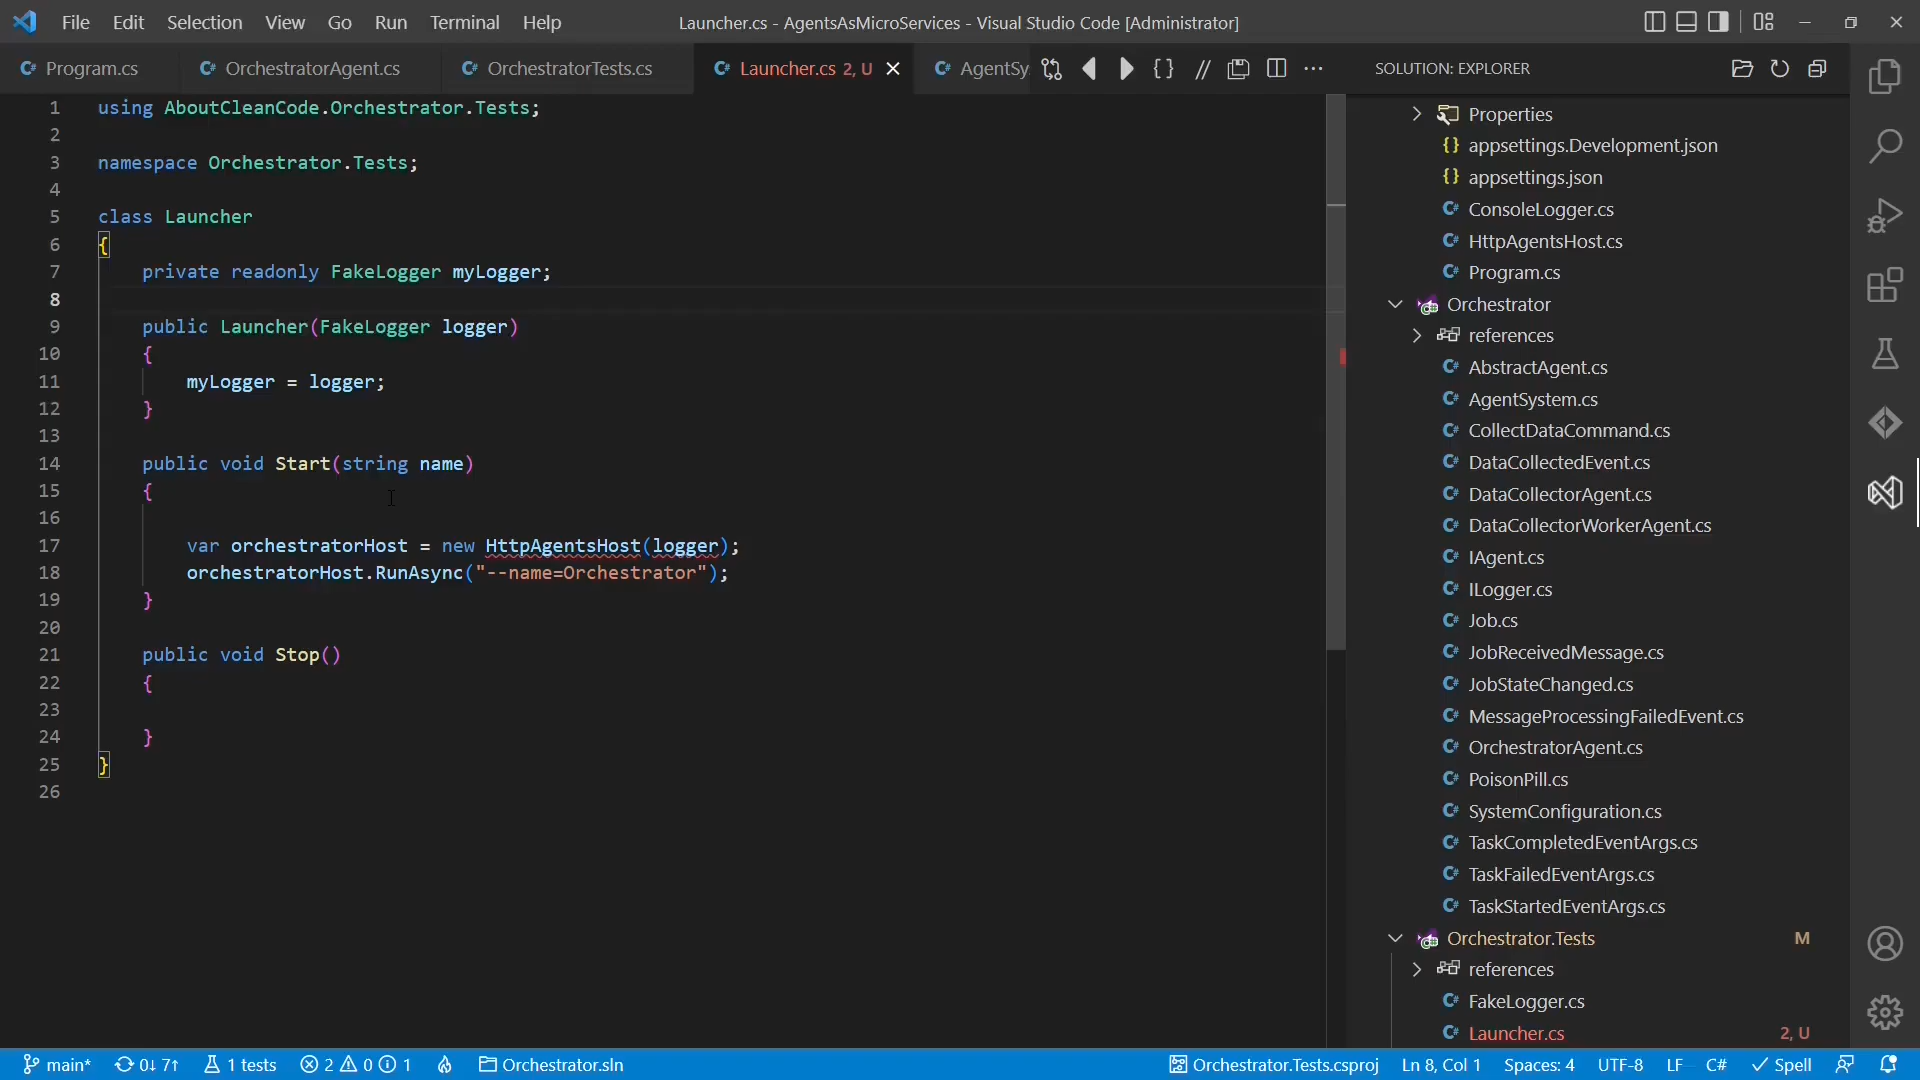 File Edit Selection View Go Run Terminal Help
Launcher.cs - AgentsAsMicroServices - Visual Studio Code [Administrator]
Program.cs OrchestratorAgent.cs OrchestratorTests.cs Launcher.cs 2, U AgentSy
SOLUTION: EXPLORER
1 using AboutCleanCode.Orchestrator.Tests;
2
3 namespace Orchestrator.Tests;
4
5 class Launcher
6 {
7 private readonly FakeLogger myLogger;
8
9 public Launcher(FakeLogger logger)
10 {
11 myLogger = logger;
12 }
13
14 public void Start(string name)
15 {
16
17 var orchestratorHost = new HttpAgentsHost(logger);
18 orchestratorHost.RunAsync("--name=Orchestrator");
19 }
20
21 public void Stop()
22 {
23
24 }
25 }
26
Properties
appsettings.Development.json
appsettings.json
ConsoleLogger.cs
HttpAgentsHost.cs
Program.cs
Orchestrator
references
AbstractAgent.cs
AgentSystem.cs
CollectDataCommand.cs
DataCollectedEvent.cs
DataCollectorAgent.cs
DataCollectorWorkerAgent.cs
IAgent.cs
ILogger.cs
Job.cs
JobReceivedMessage.cs
JobStateChanged.cs
MessageProcessingFailedEvent.cs
OrchestratorAgent.cs
PoisonPill.cs
SystemConfiguration.cs
TaskCompletedEventArgs.cs
TaskFailedEventArgs.cs
TaskStartedEventArgs.cs
Orchestrator.Tests M
references
FakeLogger.cs
Launcher.cs 2, U
main* 0↓ 7↑ 1 tests 2 0 1 Orchestrator.sln Orchestrator.Tests.csproj Ln 8, Col 1 Spaces: 4 UTF-8 LF C# Spell